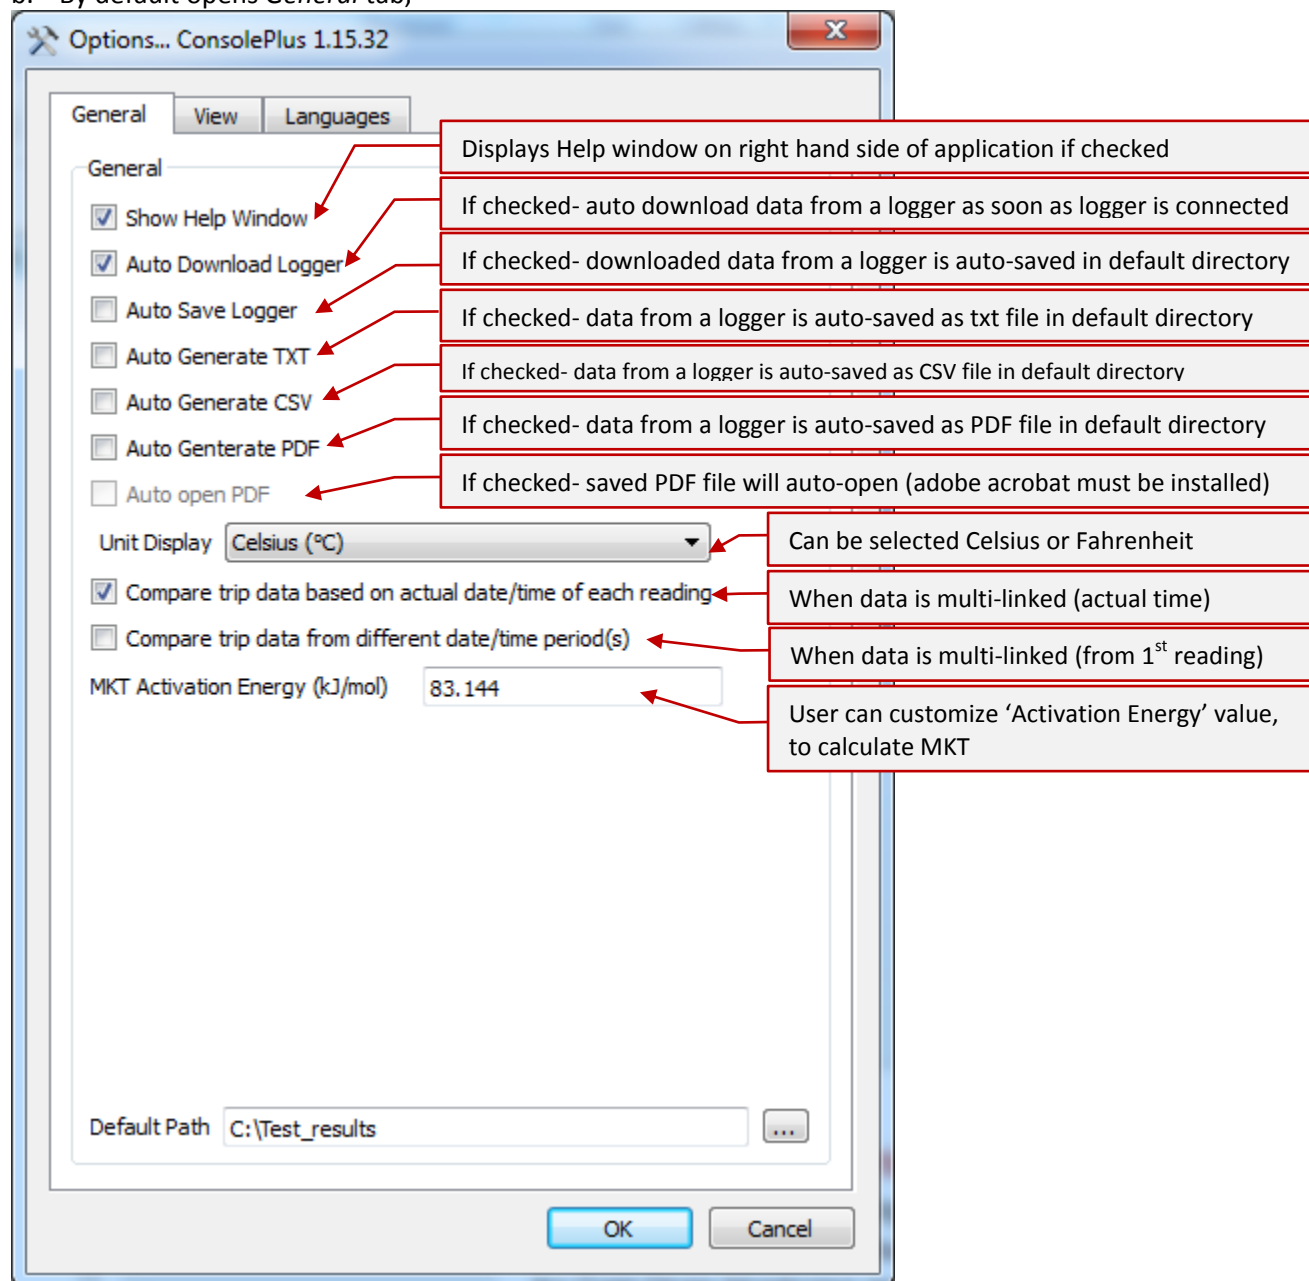 b. By default opens General tab,
Options... ConsolePlus 1.15.32
General View Languages
General
Displays Help window on right hand side of application if checked
Show Help Window
If checked- auto download data from a logger as soon as logger is connected
Auto Download Logger
If checked- downloaded data from a logger is auto-saved in default directory
Auto Save Logger
If checked- data from a logger is auto-saved as txt file in default directory
Auto Generate TXT
If checked- data from a logger is auto-saved as CSV file in default directory
Auto Generate CSV
If checked- data from a logger is auto-saved as PDF file in default directory
Auto Genterate PDF
If checked- saved PDF file will auto-open (adobe acrobat must be installed)
Auto open PDF
Unit Display Celsius (°C)
Can be selected Celsius or Fahrenheit
Compare trip data based on actual date/time of each reading
When data is multi-linked (actual time)
Compare trip data from different date/time period(s)
When data is multi-linked (from 1st reading)
MKT Activation Energy (kJ/mol) 83.144
User can customize ‘Activation Energy’ value,
to calculate MKT
Default Path C:\Test_results ...
OK Cancel